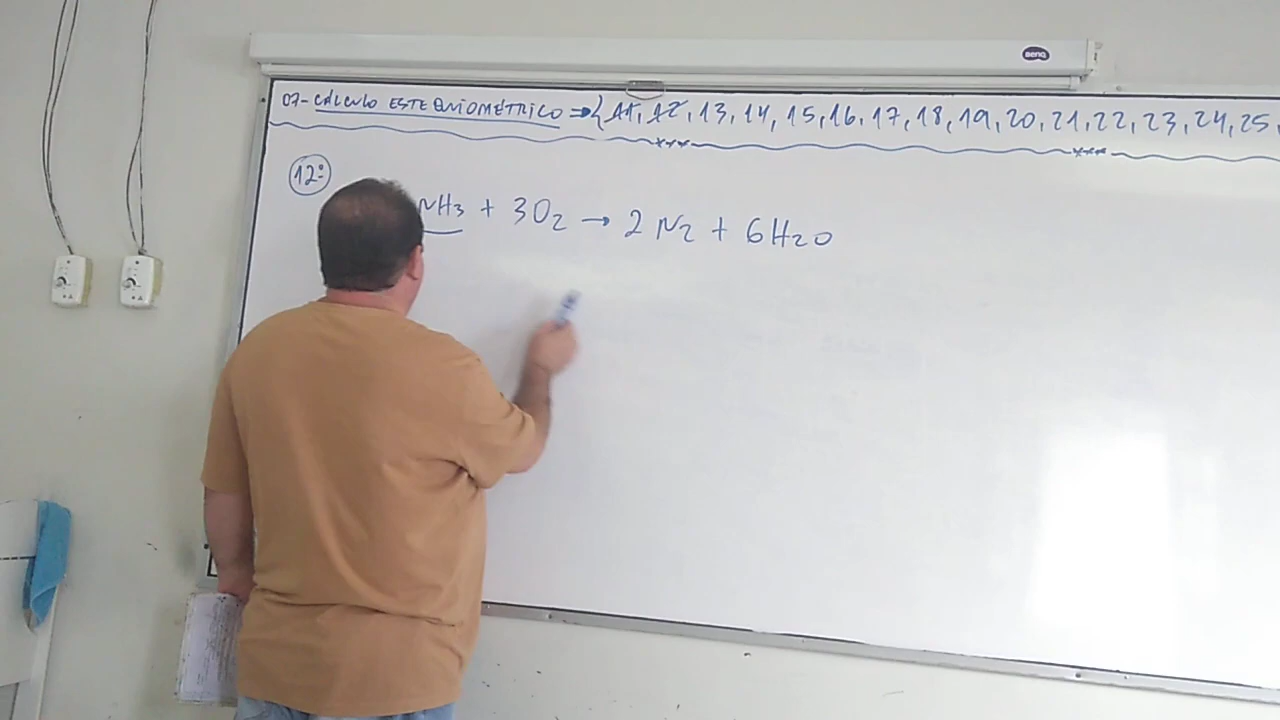 BENQ
07-CÁLCULO ESTEQUIOMÉTRICO ⇒{11, 12, 13, 14, 15, 16, 17, 18, 19, 20, 21, 22, 23, 24, 25,
12º
NH3 + 3O2 → 2 N2 + 6H2O